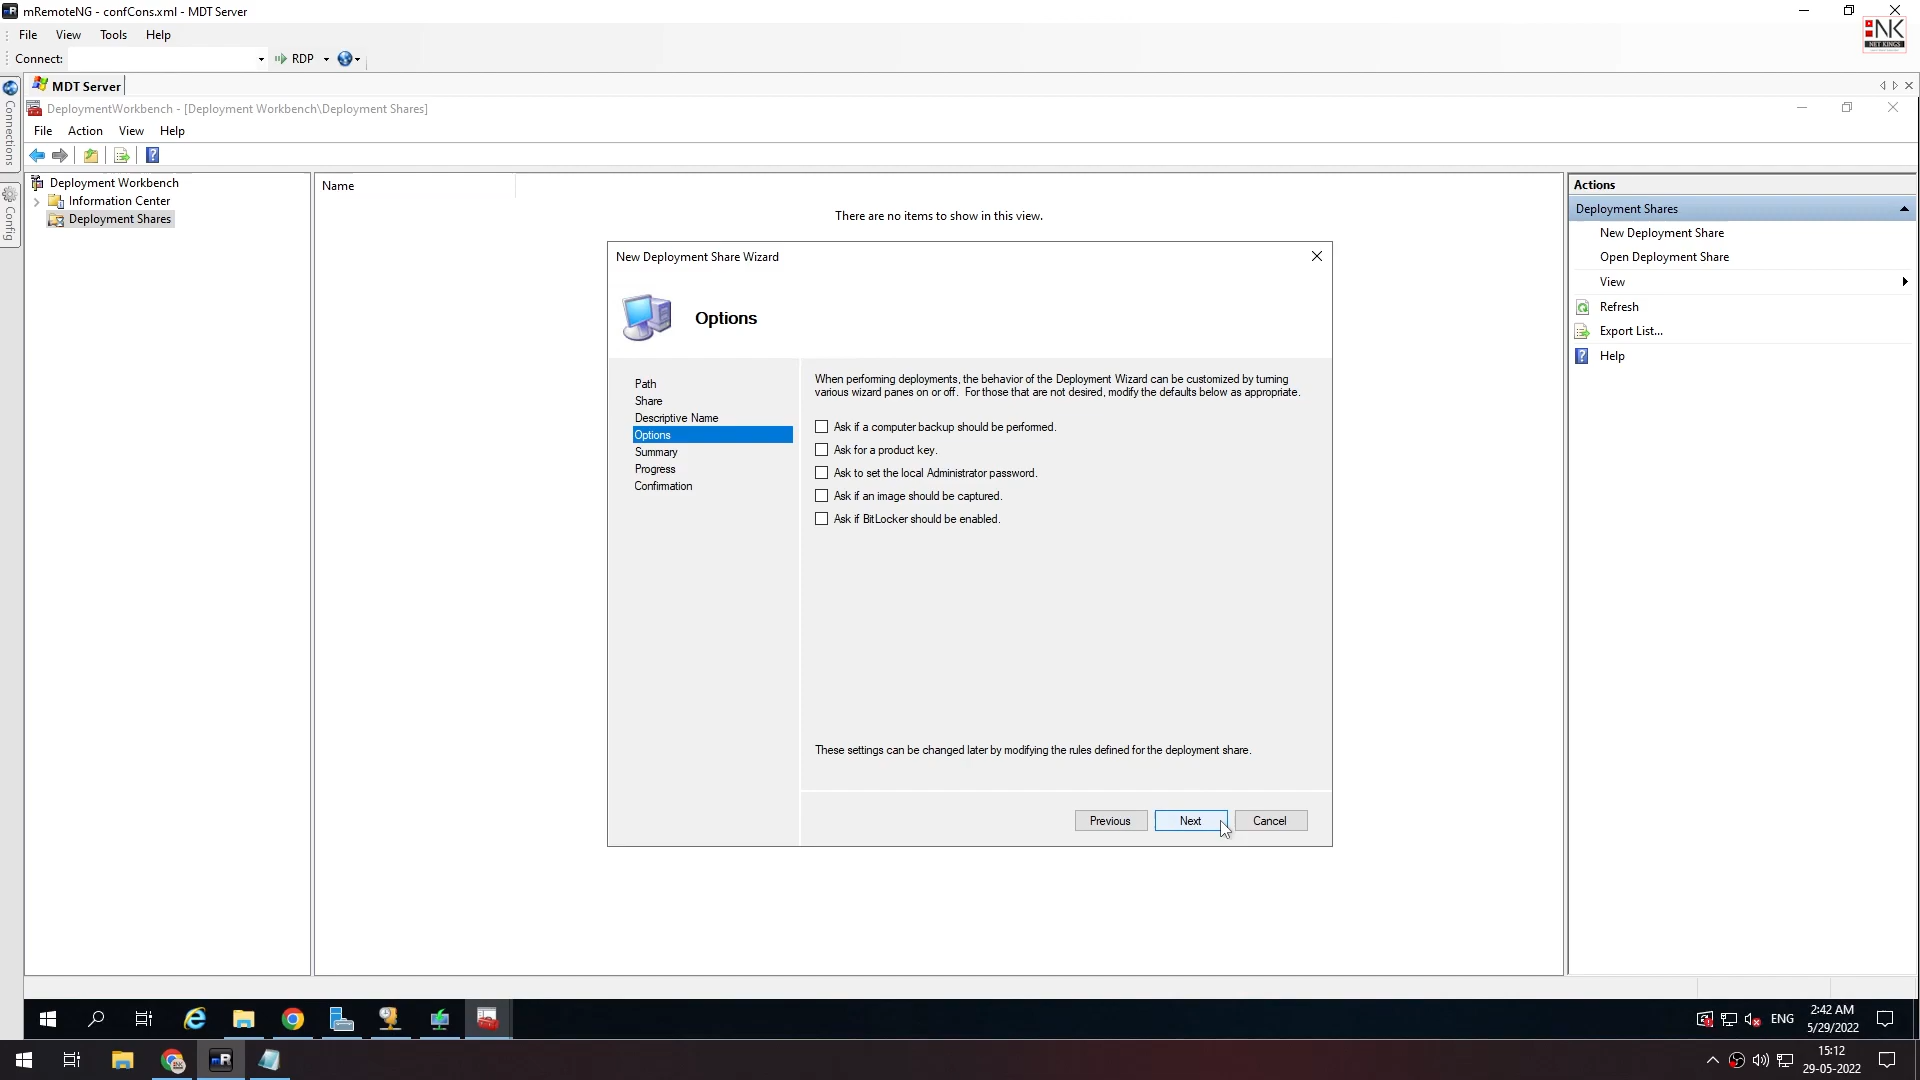 mRemoteNG - confCons.xml - MDT Server
File View Tools Help
Connect: RDP
NK
NET KINGS
Connections
Config
MDT Server
DeploymentWorkbench - [Deployment Workbench\Deployment Shares]
File Action View Help
Deployment Workbench
Information Center
Deployment Shares
Name
There are no items to show in this view.
New Deployment Share Wizard
Options
Path
Share
Descriptive Name
Options
Summary
Progress
Confirmation
When performing deployments, the behavior of the Deployment Wizard can be customized by turning
various wizard panes on or off. For those that are not desired, modify the defaults below as appropriate.
Ask if a computer backup should be performed.
Ask for a product key.
Ask to set the local Administrator password.
Ask if an image should be captured.
Ask if BitLocker should be enabled.
These settings can be changed later by modifying the rules defined for the deployment share.
Previous Next Cancel
Actions
Deployment Shares
New Deployment Share
Open Deployment Share
View
Refresh
Export List...
Help
ENG
2:42 AM
5/29/2022
15:12
29-05-2022